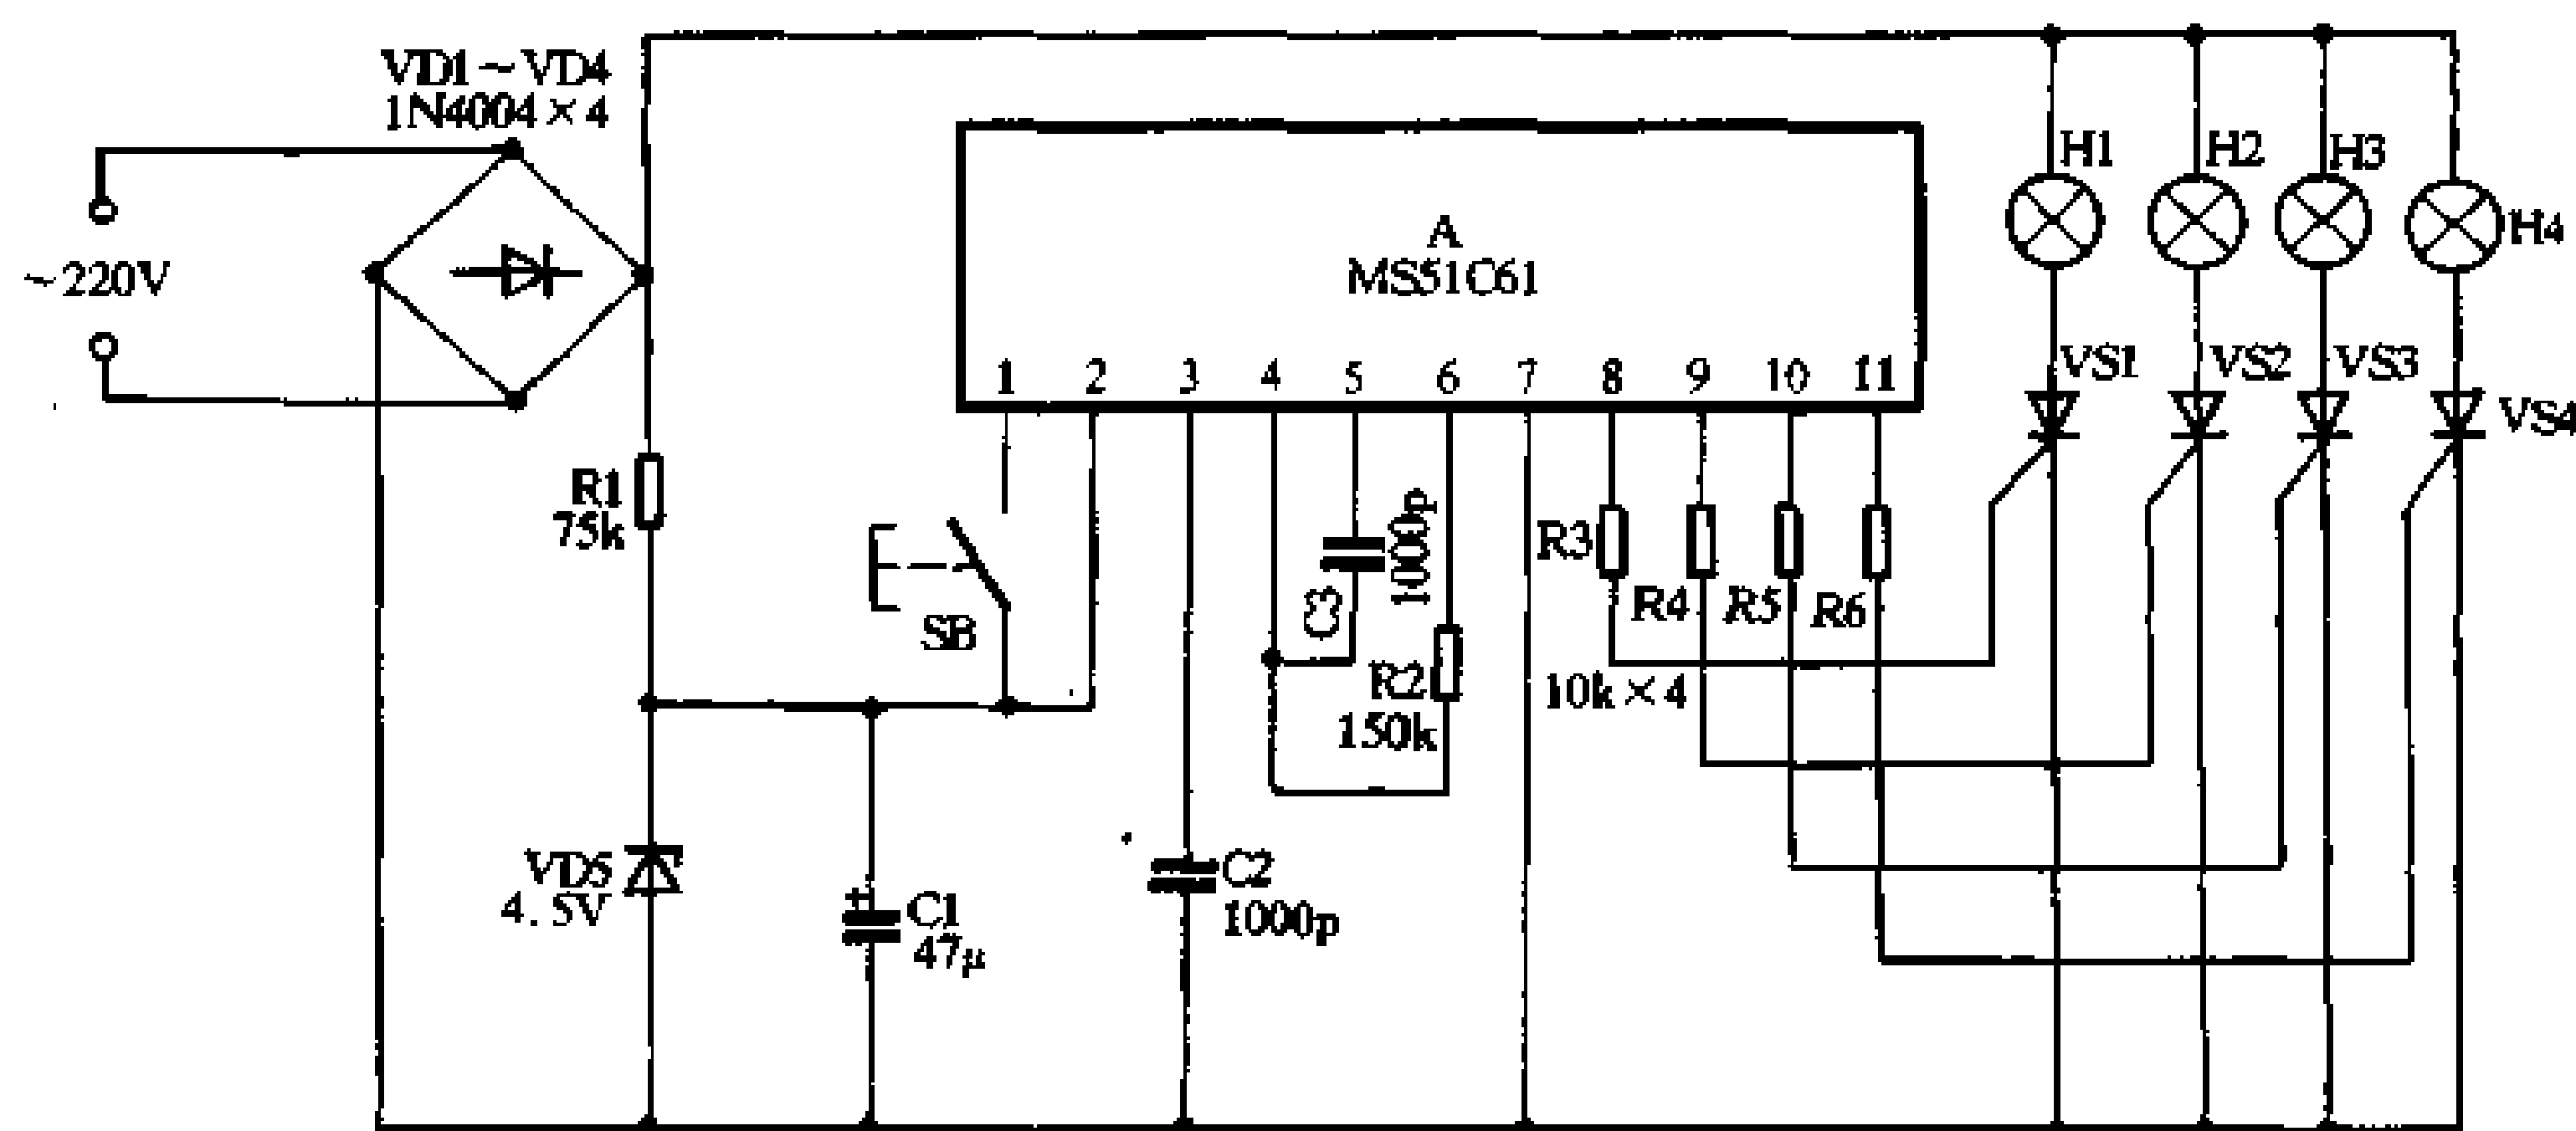 VD1~VD4
1N4004×4
~220V
A
MS51C61
1 2 3 4 5 6 7 8 9 10 11
H1
H2
H3
H4
VS1
VS2
VS3
VS4
R1
75k
SB
C3
1000p
R2
150k
R3
R4
R5
R6
10k×4
VD5
4.5V
+
C1
47μ
C2
1000p